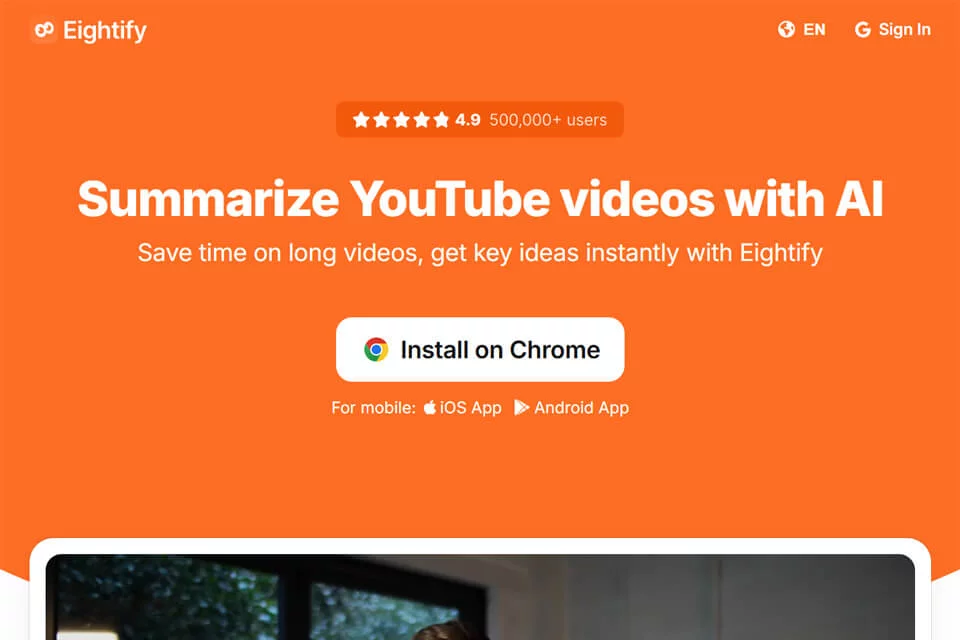 Eightify
EN
Sign In
4.9 500,000+ users
Summarize YouTube videos with AI
Save time on long videos, get key ideas instantly with Eightify
Install on Chrome
For mobile: iOS App Android App